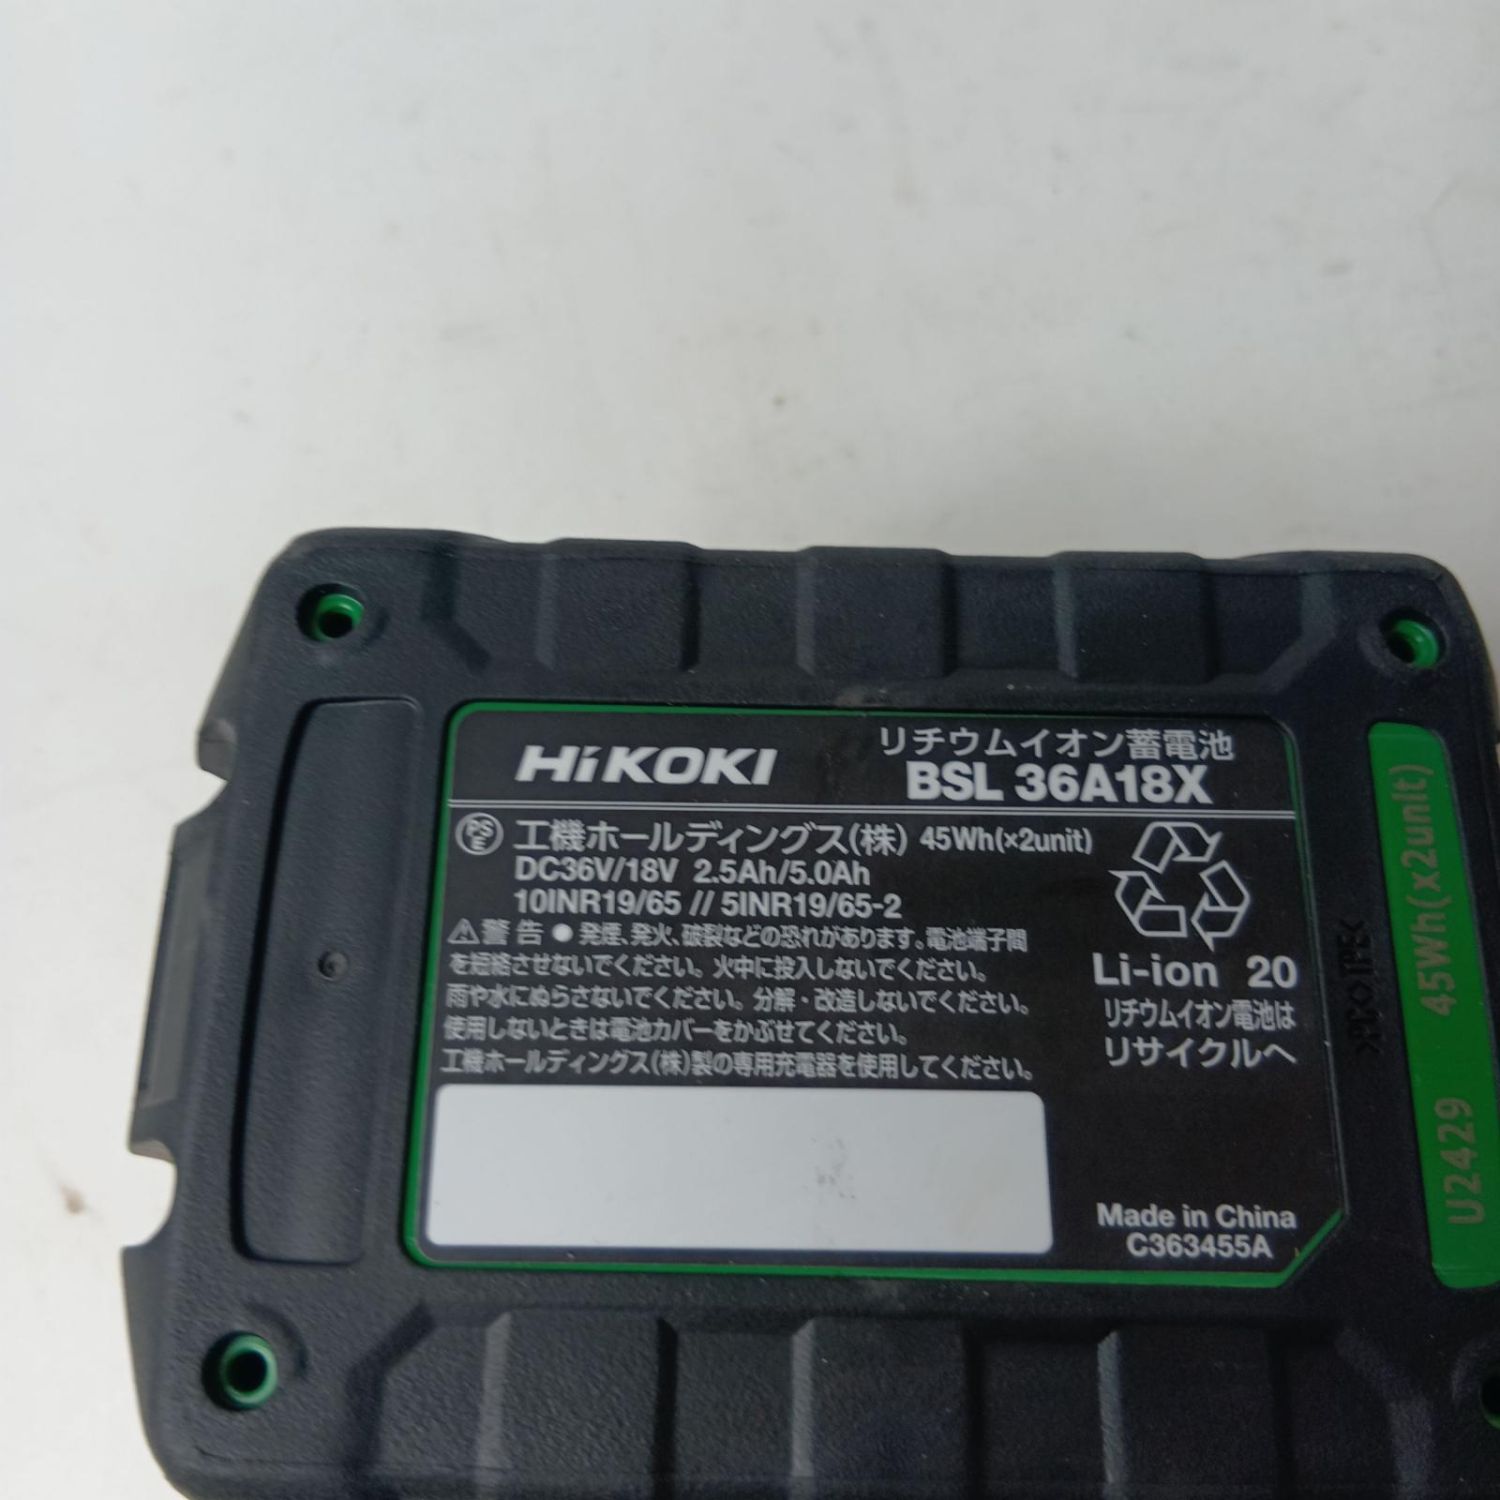 HiKOKI
リチウムイオン蓄電池
BSL 36A18X
PSE 工機ホールディングス(株) 45Wh(×2unit)
DC36V/18V 2.5Ah/5.0Ah
10INR19/65 // 5INR19/65-2
⚠警告 ●発煙、発火、破裂などの恐れがあります。電池端子間
を短絡させないでください。火中に投入しないでください。
雨や水にぬらさないでください。分解・改造しないでください。
使用しないときは電池カバーをかぶせてください。
工機ホールディングス(株)製の専用充電器を使用してください。
Li-ion 20
リチウムイオン電池は
リサイクルへ
Made in China
C363455A
U2429 45Wh(x2unit)